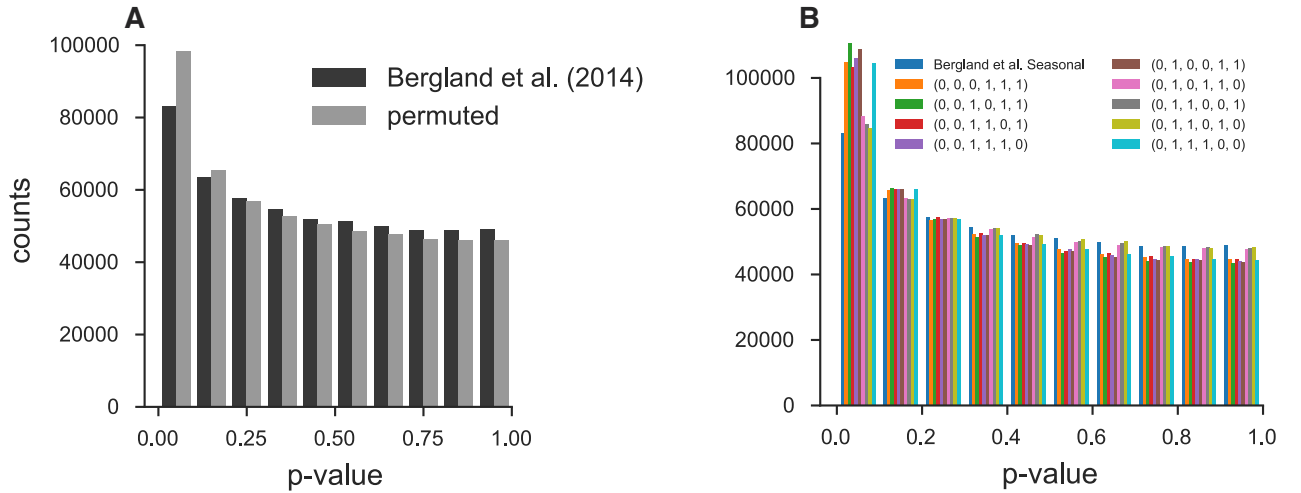 A
100000
80000
60000
40000
20000
0
counts
Bergland et al. (2014)
permuted
0.00
0.25
0.50
0.75
1.00
p-value
B
100000
80000
60000
40000
20000
0
Bergland et al. Seasonal
(0, 0, 0, 1, 1, 1)
(0, 0, 1, 0, 1, 1)
(0, 0, 1, 1, 0, 1)
(0, 0, 1, 1, 1, 0)
(0, 1, 0, 0, 1, 1)
(0, 1, 0, 1, 1, 0)
(0, 1, 1, 0, 0, 1)
(0, 1, 1, 0, 1, 0)
(0, 1, 1, 1, 0, 0)
0.0
0.2
0.4
0.6
0.8
1.0
p-value